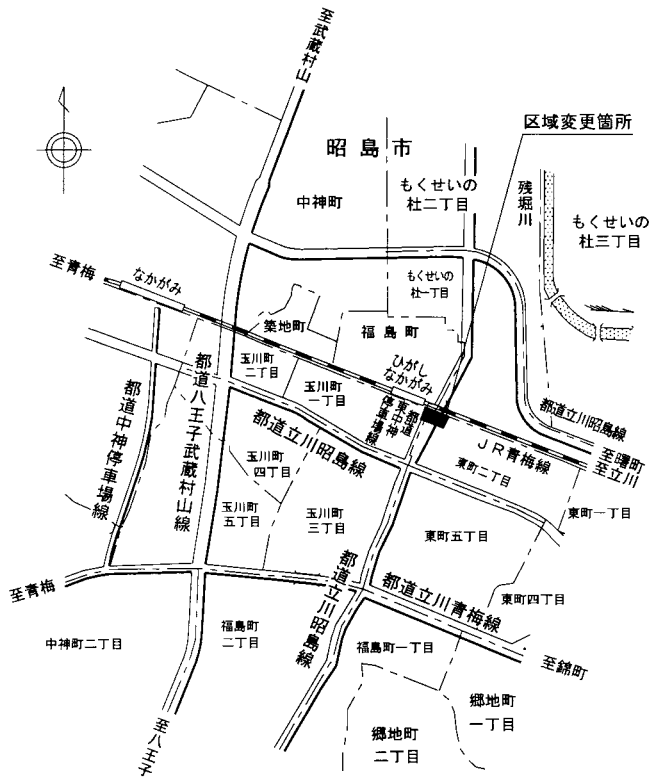 至武蔵村山
区域変更箇所
昭島市
中神町
もくせいの
杜二丁目
残堀川
もくせいの
杜三丁目
至青梅
なかがみ
もくせいの
杜一丁目
築地町
福島町
玉川町
二丁目
玉川町
一丁目
ひがし
なかがみ
都道
東中神
停車場線
都道立川昭島線
至曙町
至立川
JR青梅線
都道中神停車場線
都道八王子武蔵村山線
都道立川昭島線
玉川町
四丁目
東町二丁目
東町一丁目
玉川町
五丁目
玉川町
三丁目
東町五丁目
東町四丁目
都道立川昭島線
都道立川青梅線
至青梅
中神町二丁目
福島町
二丁目
福島町一丁目
至錦町
郷地町
一丁目
郷地町
二丁目
至八王子